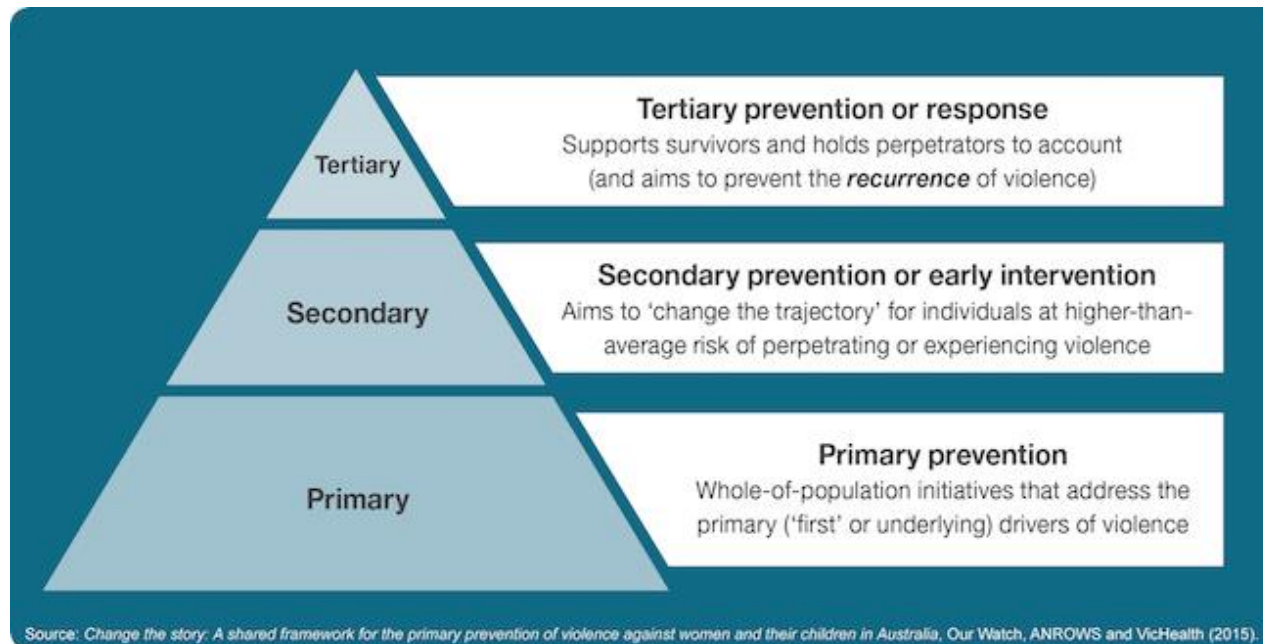 Tertiary
Tertiary prevention or response
Supports survivors and holds perpetrators to account
(and aims to prevent the recurrence of violence)
Secondary
Secondary prevention or early intervention
Aims to ‘change the trajectory’ for individuals at higher-than-
average risk of perpetrating or experiencing violence
Primary
Primary prevention
Whole-of-population initiatives that address the
primary (‘first’ or underlying) drivers of violence
Source: Change the story: A shared framework for the primary prevention of violence against women and their children in Australia, Our Watch, ANROWS and VicHealth (2015).